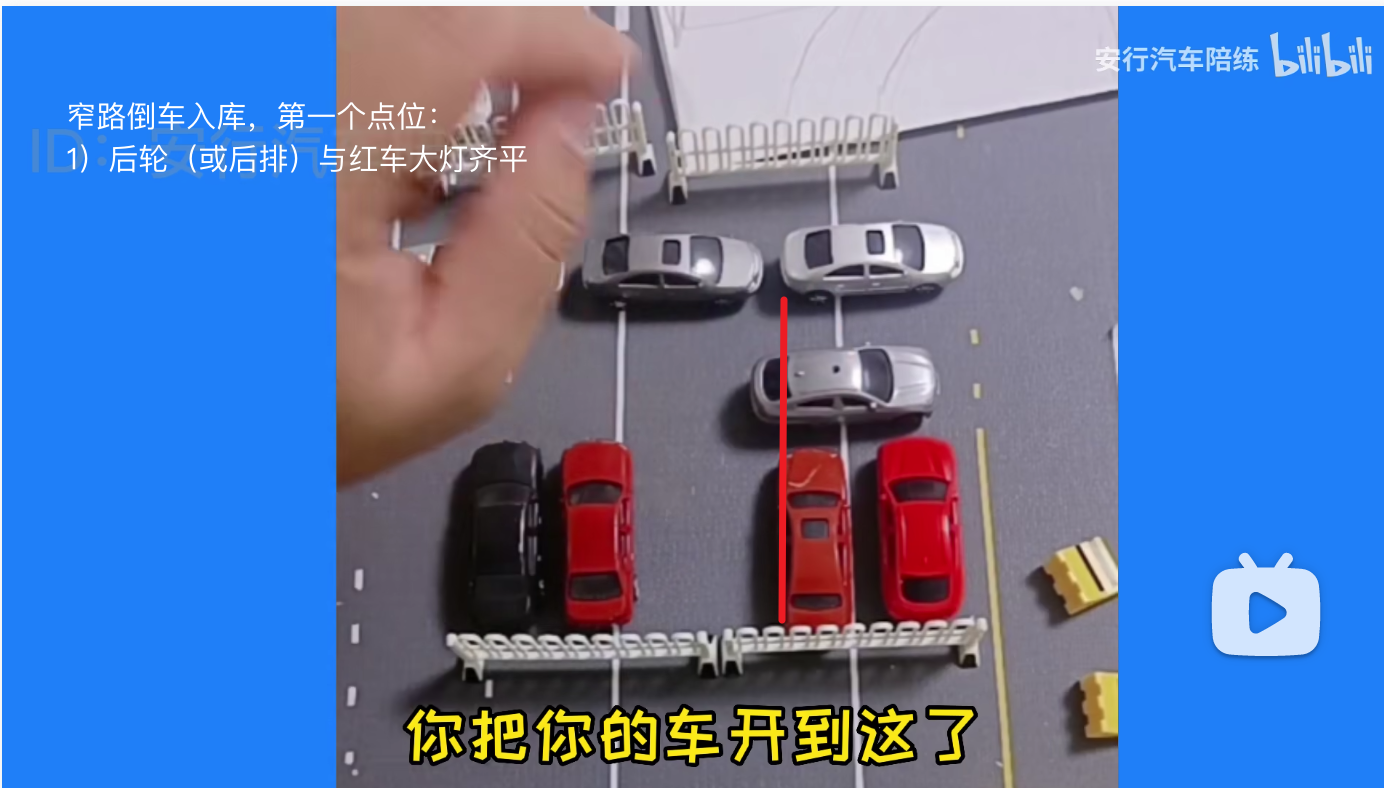 安行汽车陪练 bilibili
窄路倒车入库，第一个点位：
1）后轮（或后排）与红车大灯齐平
你把你的车开到这了